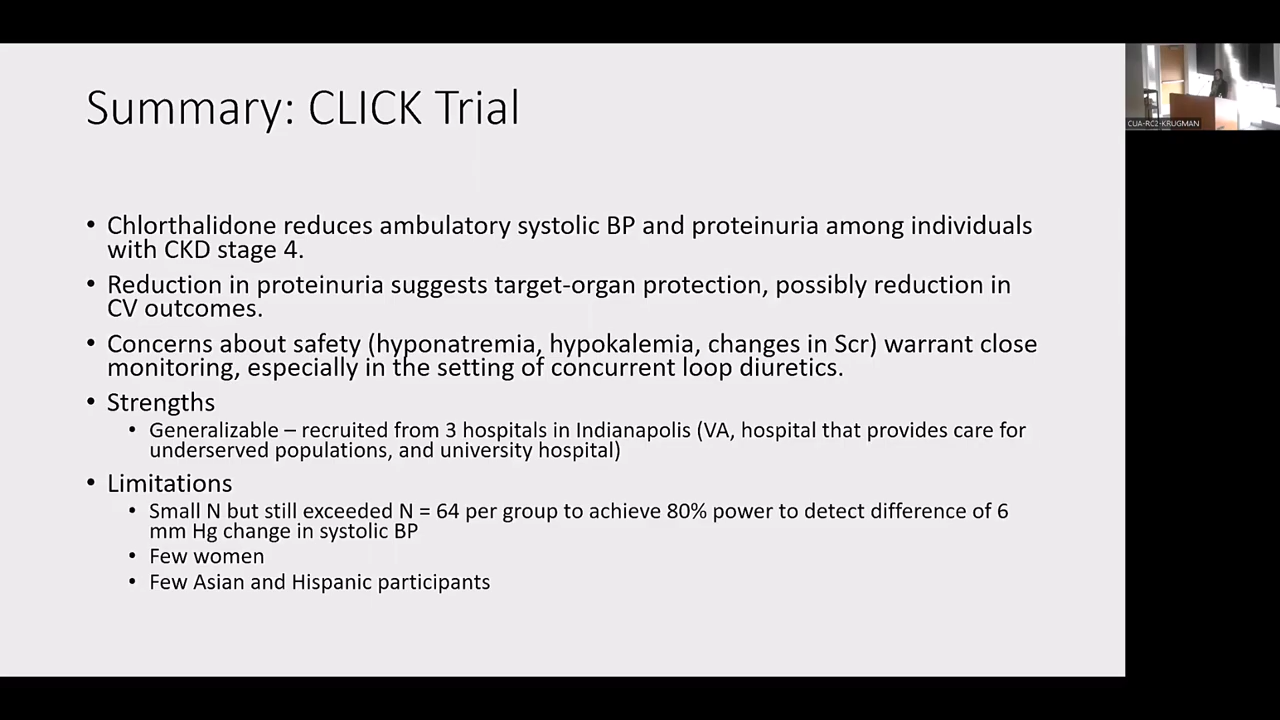 Summary: CLICK Trial
CUA-RC2-KRUGMAN
• Chlorthalidone reduces ambulatory systolic BP and proteinuria among individuals
with CKD stage 4.
• Reduction in proteinuria suggests target-organ protection, possibly reduction in
CV outcomes.
• Concerns about safety (hyponatremia, hypokalemia, changes in Scr) warrant close
monitoring, especially in the setting of concurrent loop diuretics.
• Strengths
• Generalizable – recruited from 3 hospitals in Indianapolis (VA, hospital that provides care for
underserved populations, and university hospital)
• Limitations
• Small N but still exceeded N = 64 per group to achieve 80% power to detect difference of 6
mm Hg change in systolic BP
• Few women
• Few Asian and Hispanic participants